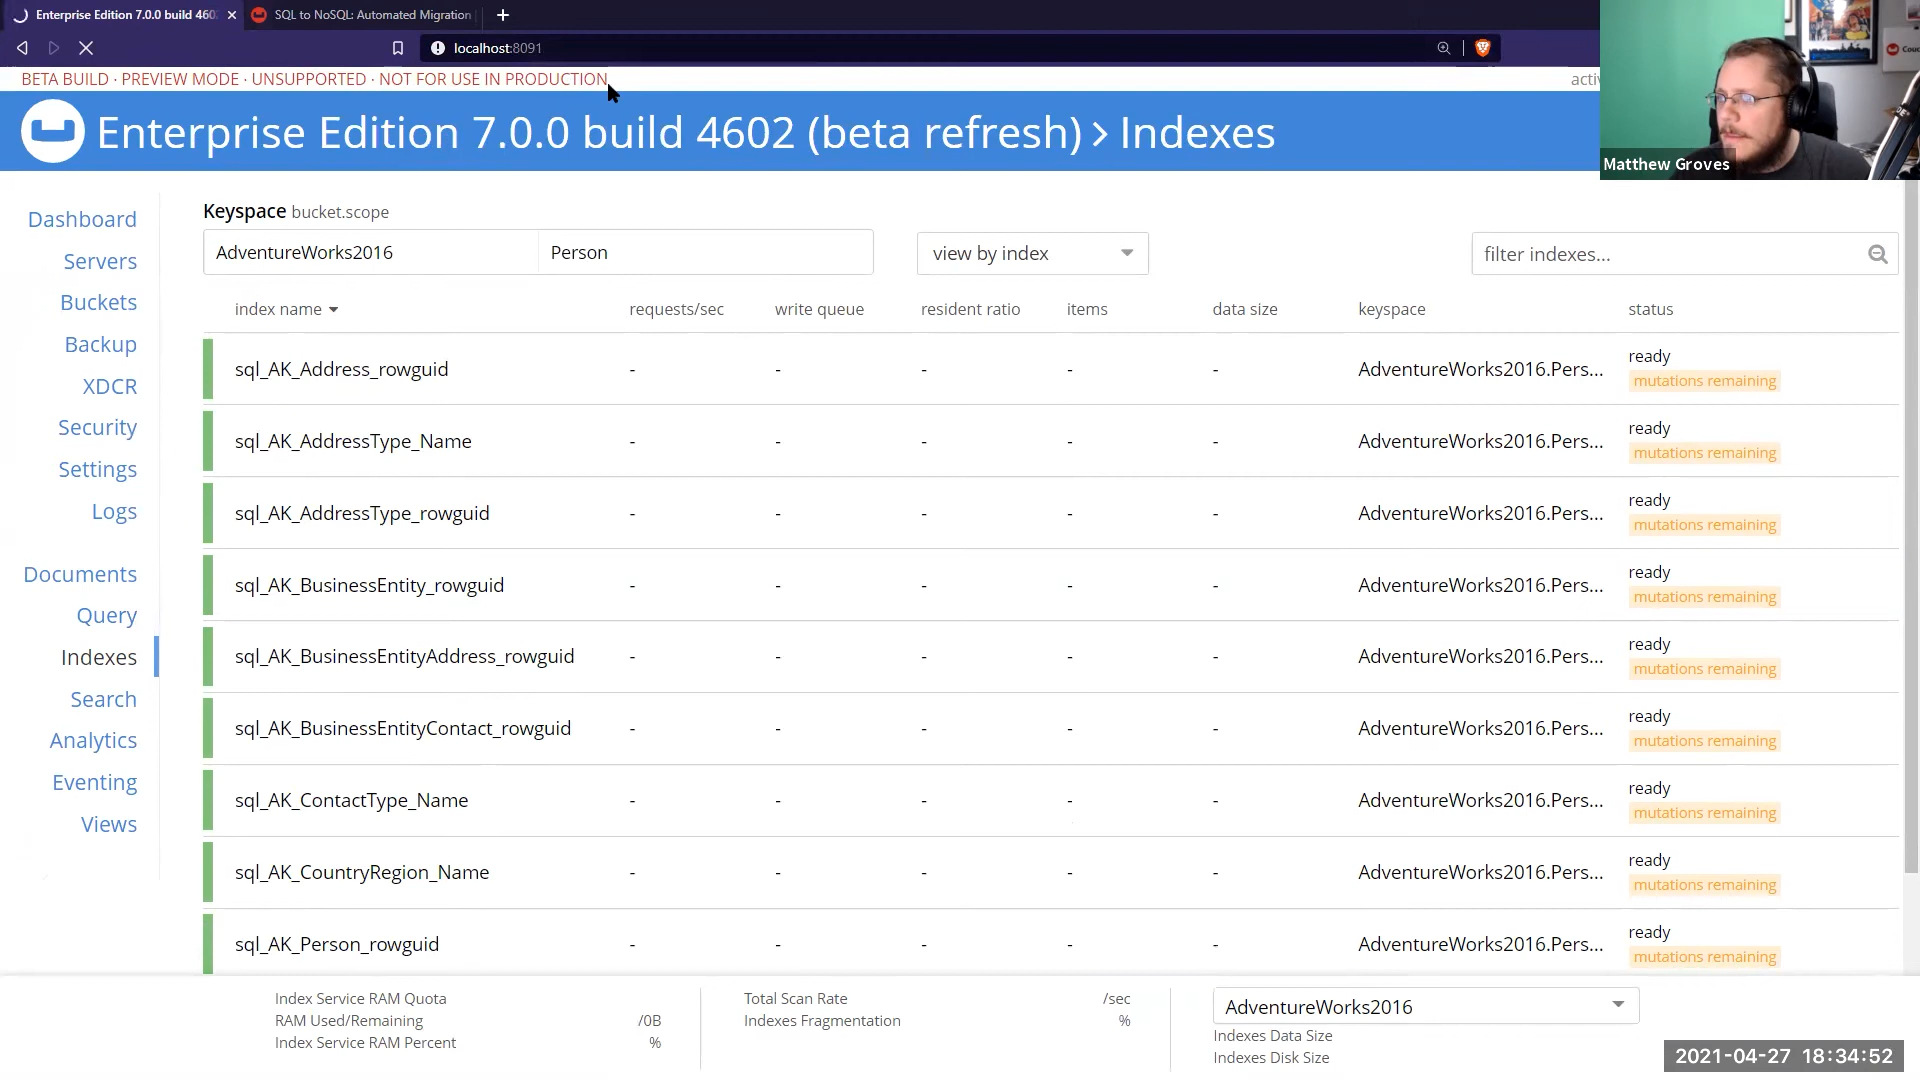 Enterprise Edition 7.0.0 build 460
SQL to NoSQL: Automated Migration
localhost:8091
BETA BUILD · PREVIEW MODE · UNSUPPORTED · NOT FOR USE IN PRODUCTION
activ
Enterprise Edition 7.0.0 build 4602 (beta refresh) > Indexes
Matthew Groves
Dashboard
Servers
Buckets
Backup
XDCR
Security
Settings
Logs
Documents
Query
Indexes
Search
Analytics
Eventing
Views
Keyspace bucket.scope
AdventureWorks2016 Person view by index filter indexes...
index name requests/sec write queue resident ratio items data size keyspace status
sql_AK_Address_rowguid - - - - - AdventureWorks2016.Pers... ready
mutations remaining
sql_AK_AddressType_Name - - - - - AdventureWorks2016.Pers... ready
mutations remaining
sql_AK_AddressType_rowguid - - - - - AdventureWorks2016.Pers... ready
mutations remaining
sql_AK_BusinessEntity_rowguid - - - - - AdventureWorks2016.Pers... ready
mutations remaining
sql_AK_BusinessEntityAddress_rowguid - - - - - AdventureWorks2016.Pers... ready
mutations remaining
sql_AK_BusinessEntityContact_rowguid - - - - - AdventureWorks2016.Pers... ready
mutations remaining
sql_AK_ContactType_Name - - - - - AdventureWorks2016.Pers... ready
mutations remaining
sql_AK_CountryRegion_Name - - - - - AdventureWorks2016.Pers... ready
mutations remaining
sql_AK_Person_rowguid - - - - - AdventureWorks2016.Pers... ready
mutations remaining
Index Service RAM Quota
RAM Used/Remaining /0B
Index Service RAM Percent %
Total Scan Rate /sec
Indexes Fragmentation %
AdventureWorks2016
Indexes Data Size
Indexes Disk Size
2021-04-27 18:34:52